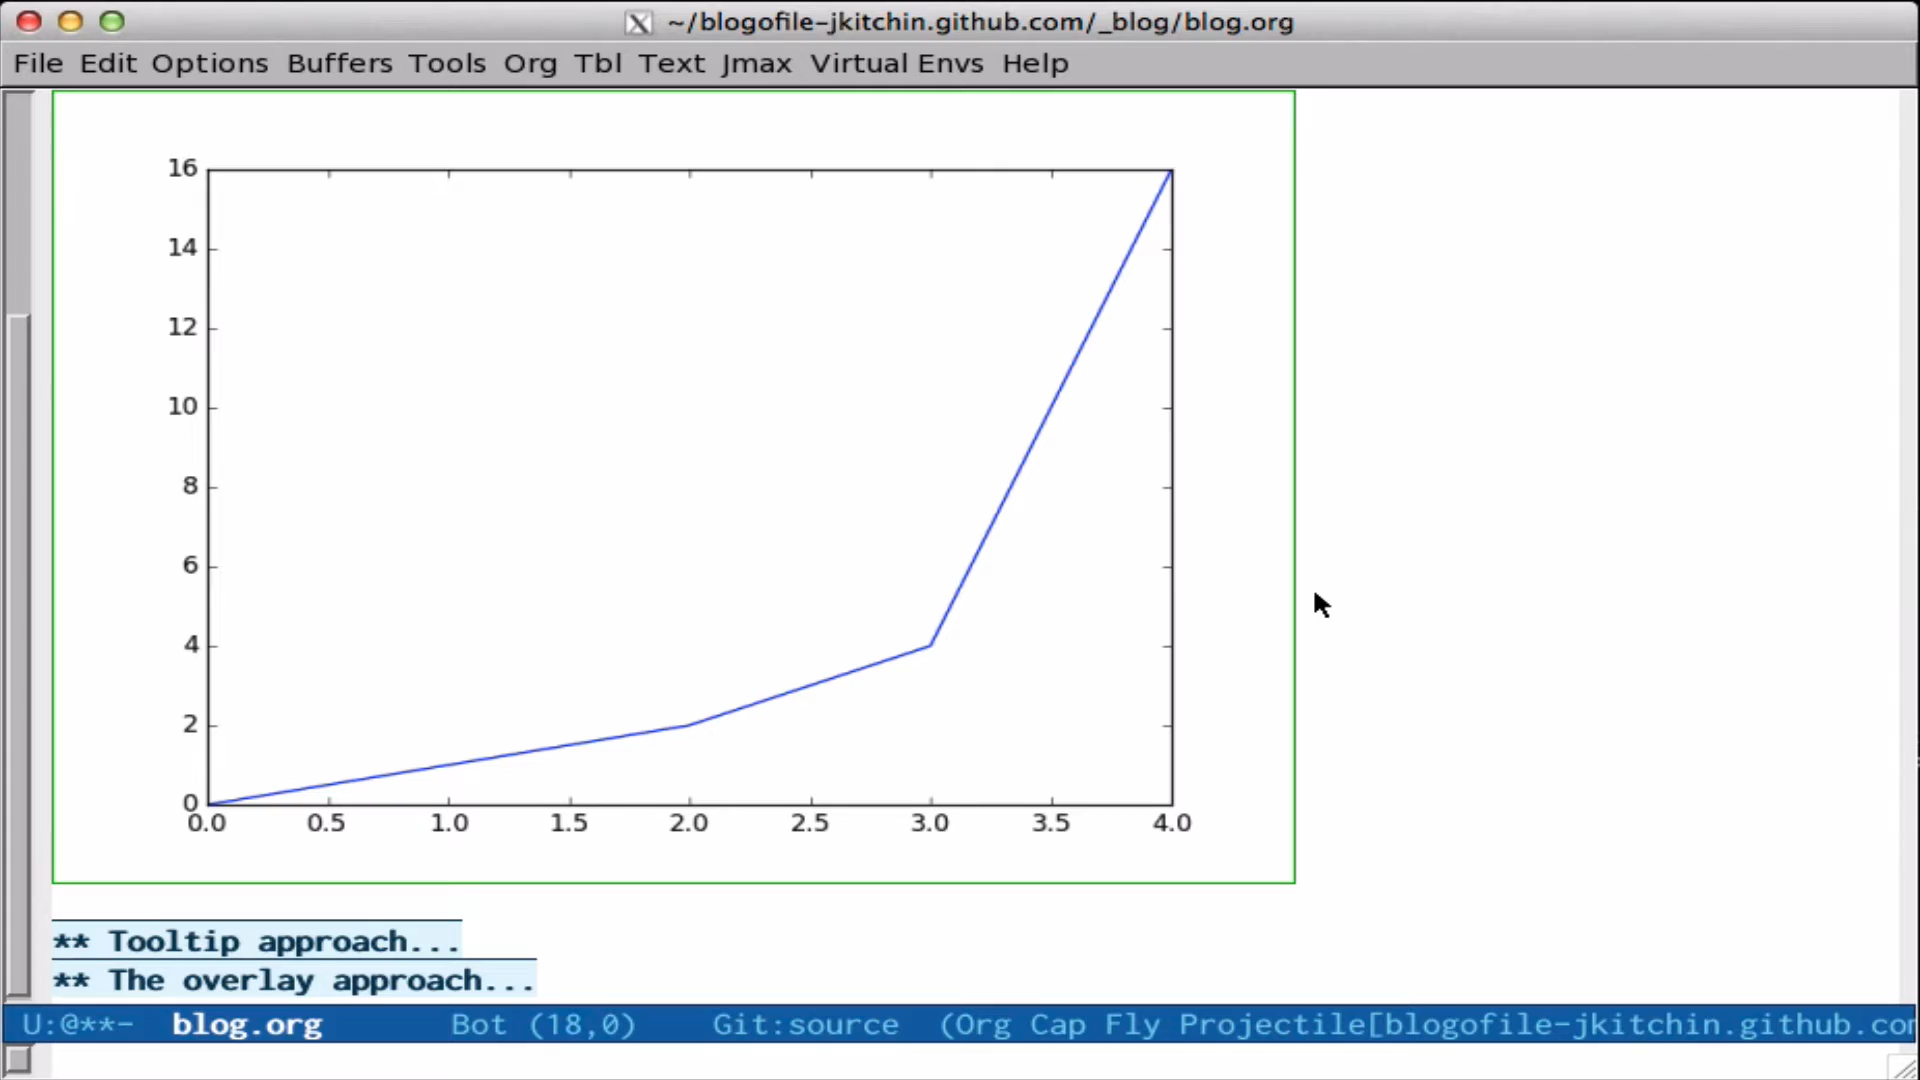 ~/blogofile-jkitchin.github.com/_blog/blog.org
File Edit Options Buffers Tools Org Tbl Text Jmax Virtual Envs Help
16
14
12
10
8
6
4
2
0
0.0 0.5 1.0 1.5 2.0 2.5 3.0 3.5 4.0
** Tooltip approach...
** The overlay approach...
U:@**- blog.org Bot (18,0) Git:source (Org Cap Fly Projectile[blogofile-jkitchin.github.com